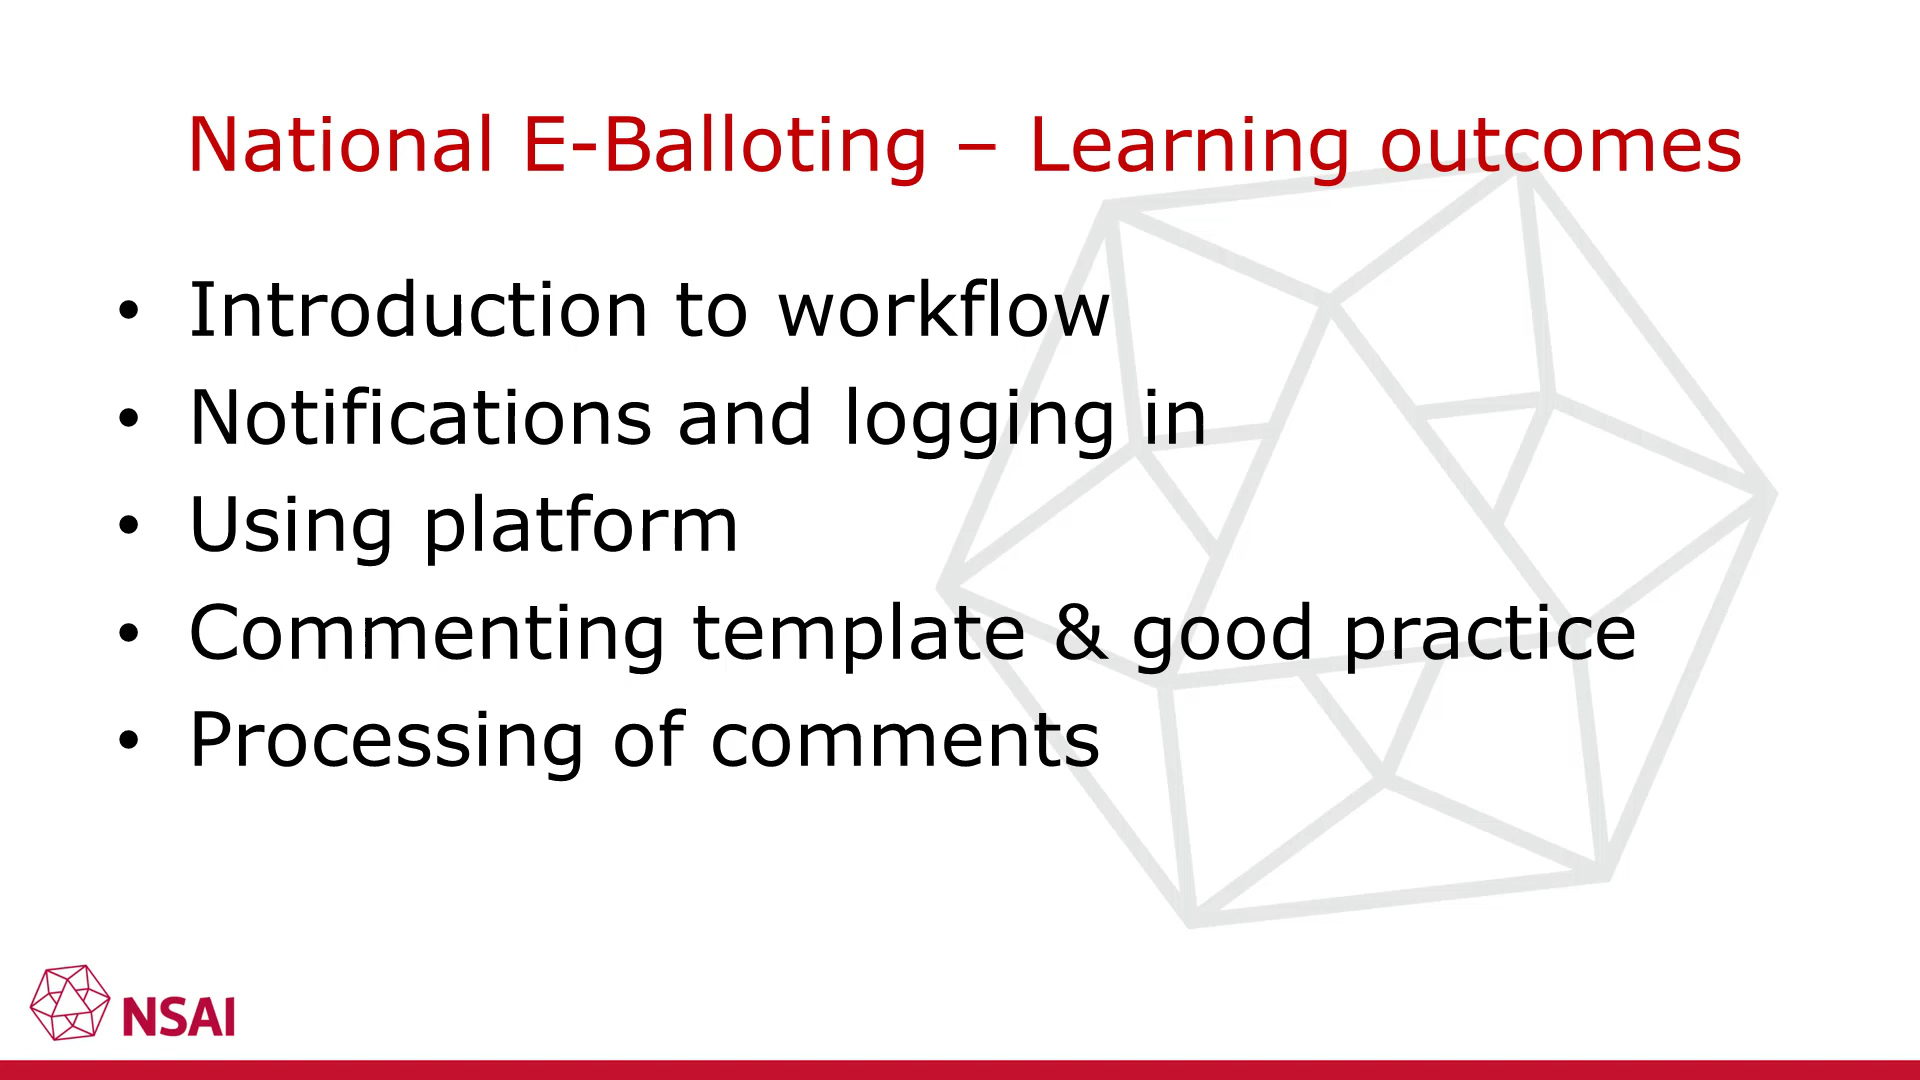 National E-Balloting – Learning outcomes
• Introduction to workflow
• Notifications and logging in
• Using platform
• Commenting template & good practice
• Processing of comments
NSAI